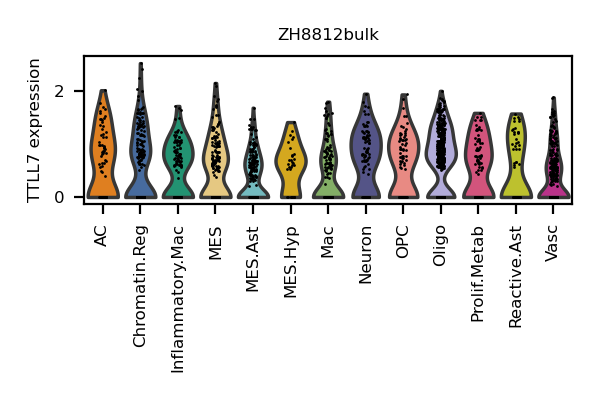 ZH8812bulk
TTLL7 expression
2
0
AC
Chromatin.Reg
Inflammatory.Mac
MES
MES.Ast
MES.Hyp
Mac
Neuron
OPC
Oligo
Prolif.Metab
Reactive.Ast
Vasc